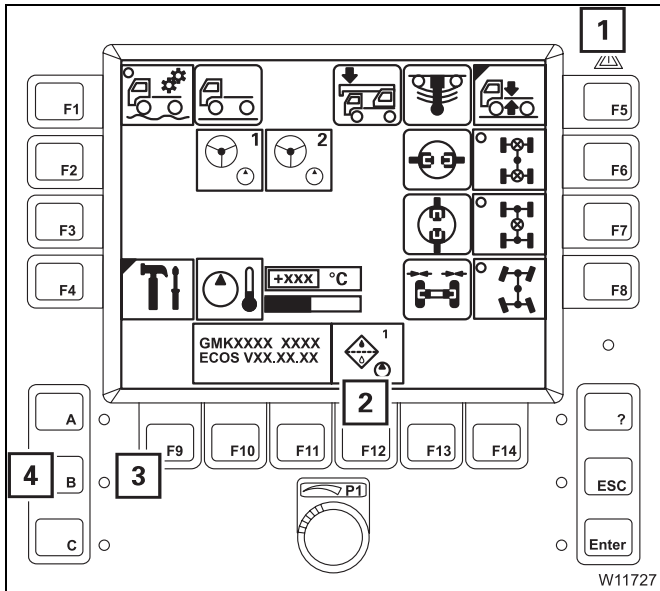 1
F1
F5
F2
1
2
F6
F3
F7
F4
+xxx °C
F8
GMKXXXX XXXX
ECOS VXX.XX.XX
1
2
A
?
F9
F10
F11
F12
F13
F14
4
B
3
ESC
P1
C
Enter
W11727